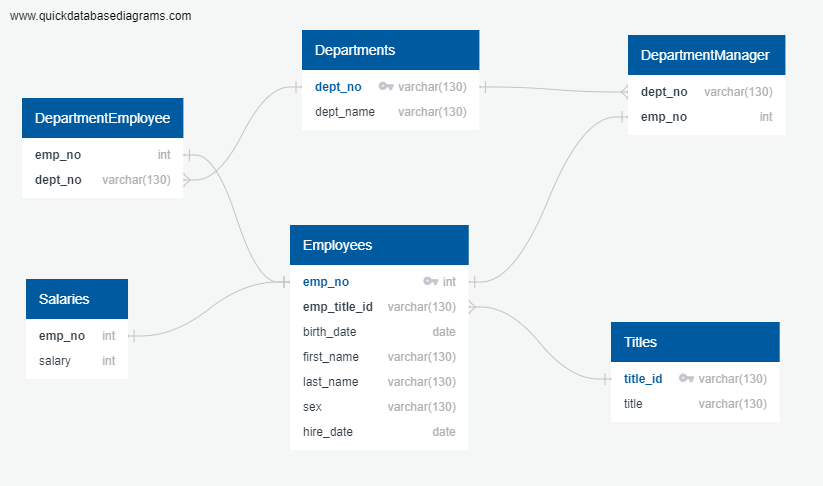 www.quickdatabasediagrams.com
Departments
dept_no varchar(130)
dept_name varchar(130)
DepartmentManager
dept_no varchar(130)
emp_no int
DepartmentEmployee
emp_no int
dept_no varchar(130)
Employees
emp_no int
emp_title_id varchar(130)
birth_date date
first_name varchar(130)
last_name varchar(130)
sex varchar(130)
hire_date date
Salaries
emp_no int
salary int
Titles
title_id varchar(130)
title varchar(130)